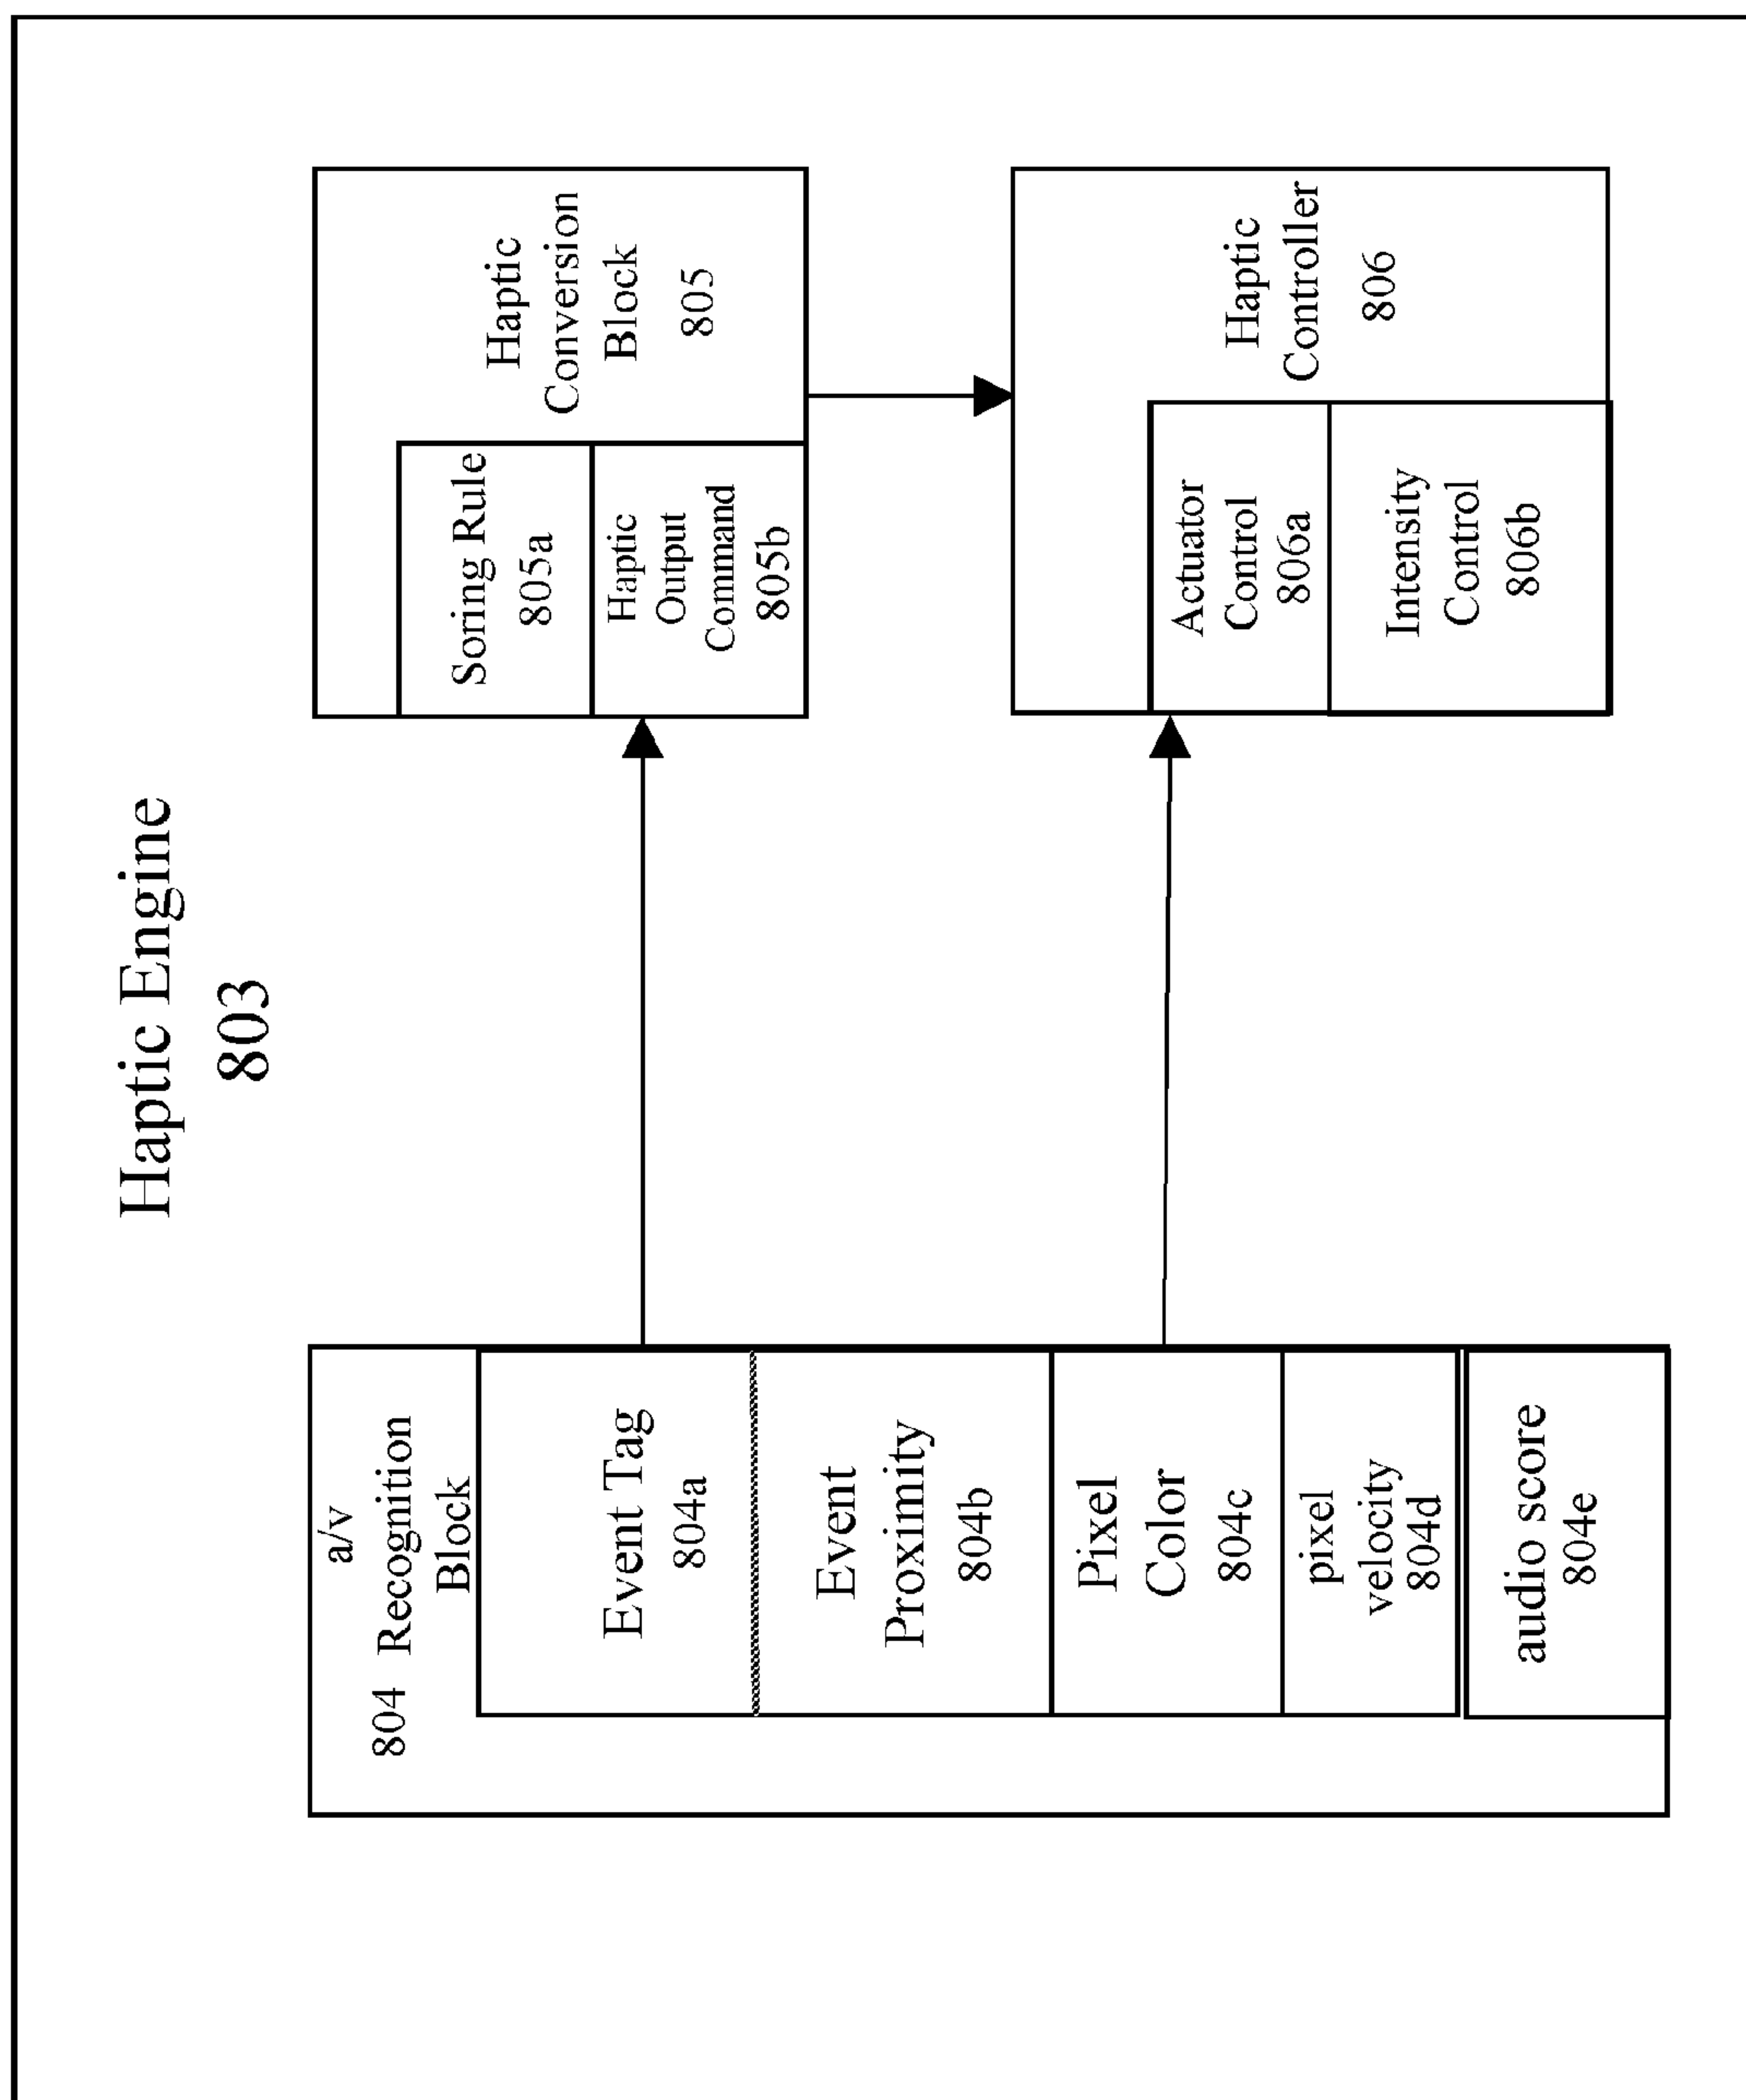 Haptic Engine
803
a/v
804 Recognition
Block
Event Tag
804a
Event
Proximity
804b
Pixel
Color
804c
pixel
velocity
804d
audio score
804e
Haptic
Conversion
Block
805
Soring Rule
805a
Haptic
Output
Command
805b
Haptic
Controller
806
Actuator
Control
806a
Intensity
Control
806b